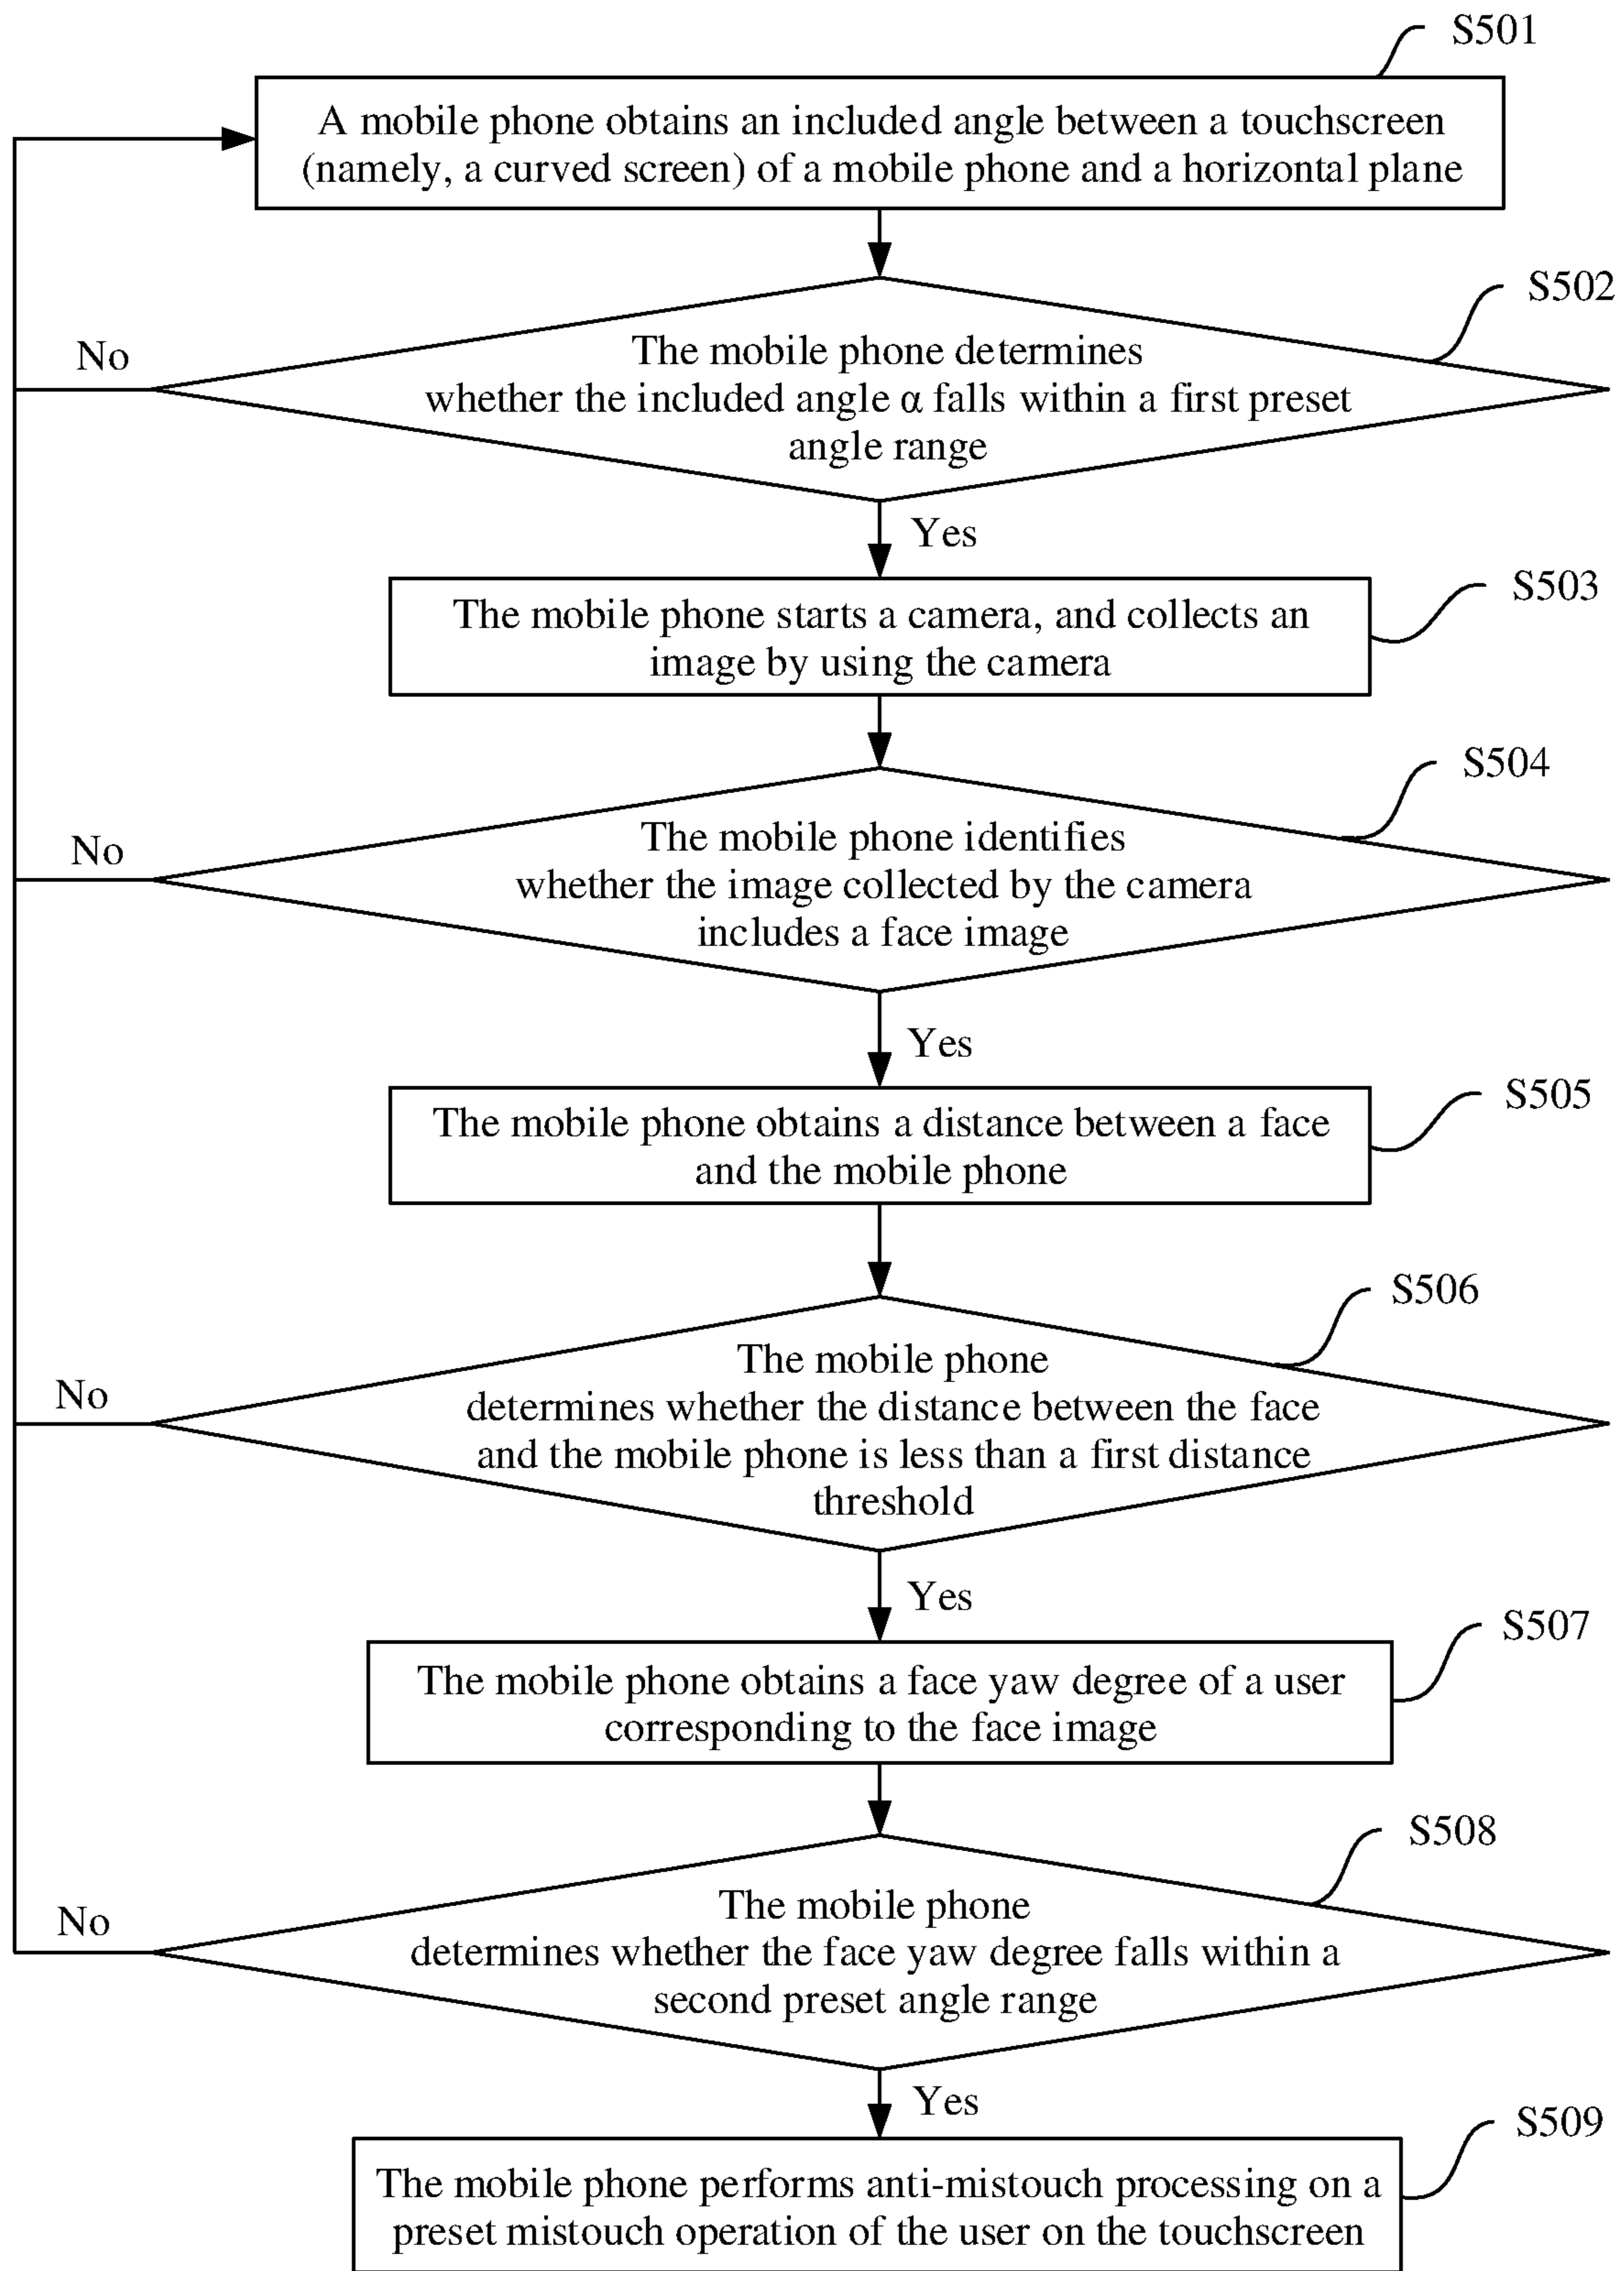 S501
A mobile phone obtains an included angle between a touchscreen
(namely, a curved screen) of a mobile phone and a horizontal plane
S502
No
The mobile phone determines
whether the included angle α falls within a first preset
angle range
Yes
S503
The mobile phone starts a camera, and collects an
image by using the camera
S504
No
The mobile phone identifies
whether the image collected by the camera
includes a face image
Yes
S505
The mobile phone obtains a distance between a face
and the mobile phone
S506
No
The mobile phone
determines whether the distance between the face
and the mobile phone is less than a first distance
threshold
Yes
S507
The mobile phone obtains a face yaw degree of a user
corresponding to the face image
S508
No
The mobile phone
determines whether the face yaw degree falls within a
second preset angle range
Yes
S509
The mobile phone performs anti-mistouch processing on a
preset mistouch operation of the user on the touchscreen